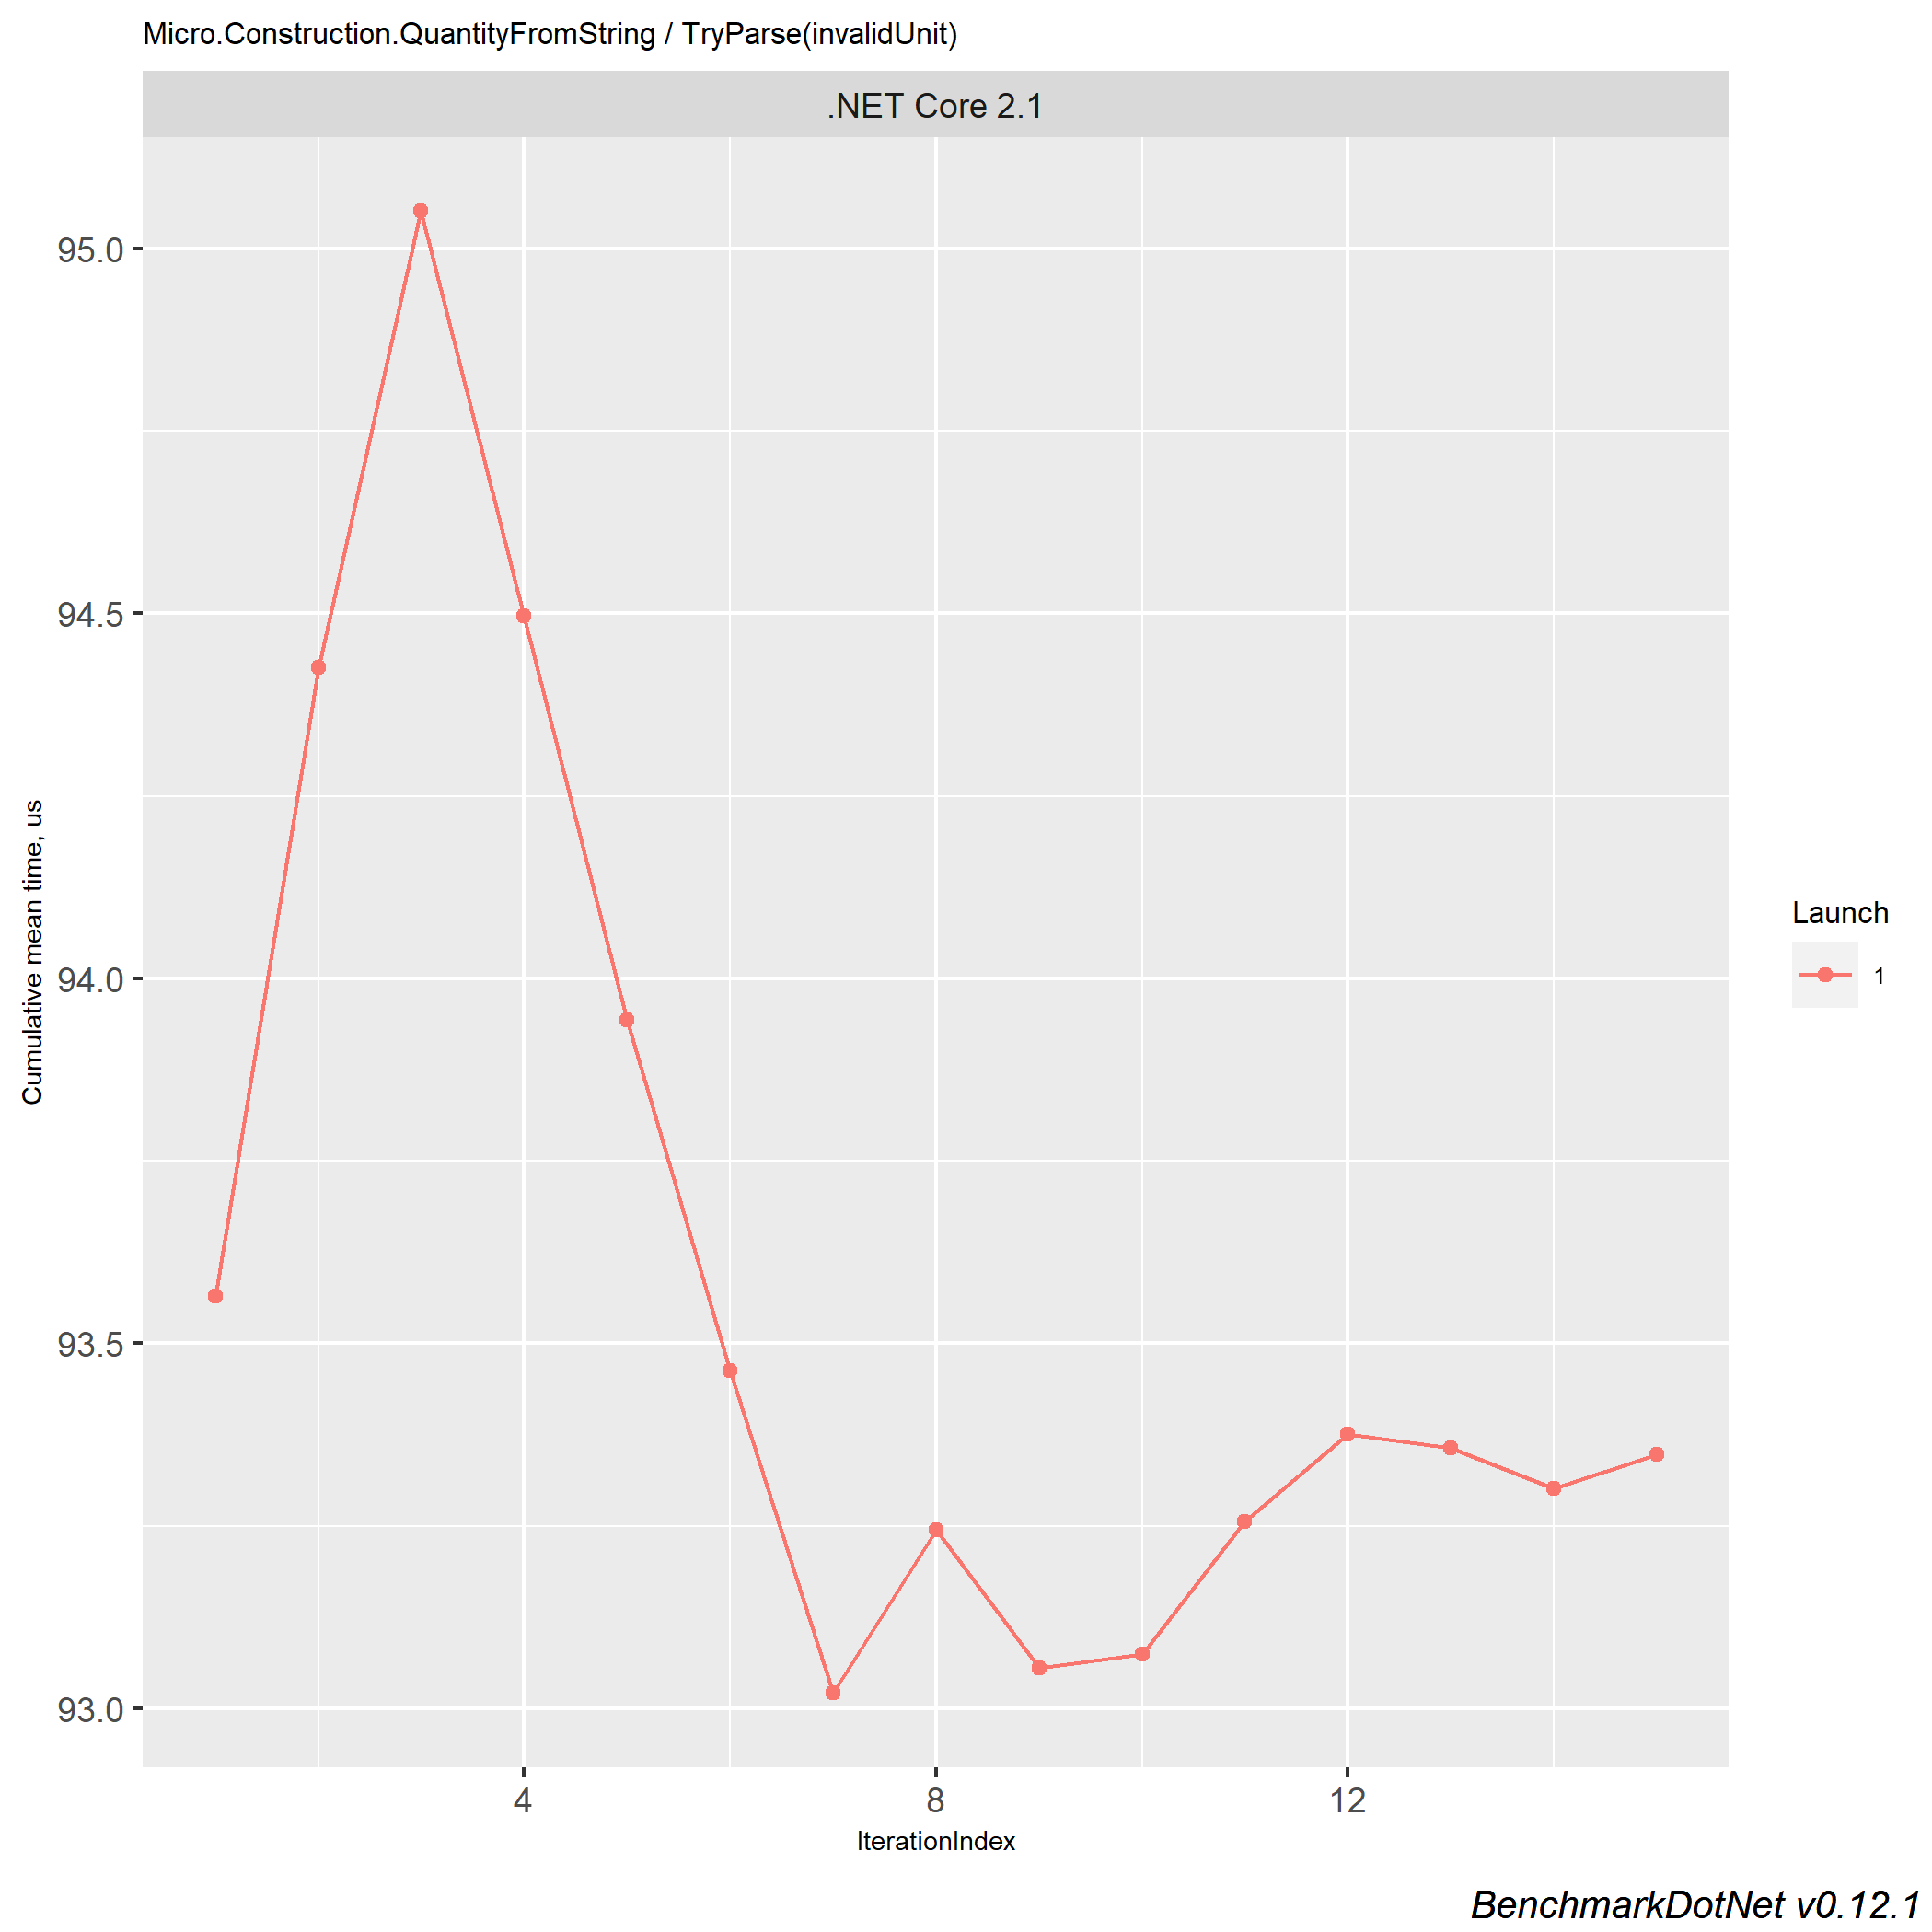 Micro.Construction.QuantityFromString / TryParse(invalidUnit)
.NET Core 2.1
95.0
94.5
94.0
93.5
93.0
Cumulative mean time, us
4 8 12
IterationIndex
Launch
1
BenchmarkDotNet v0.12.1